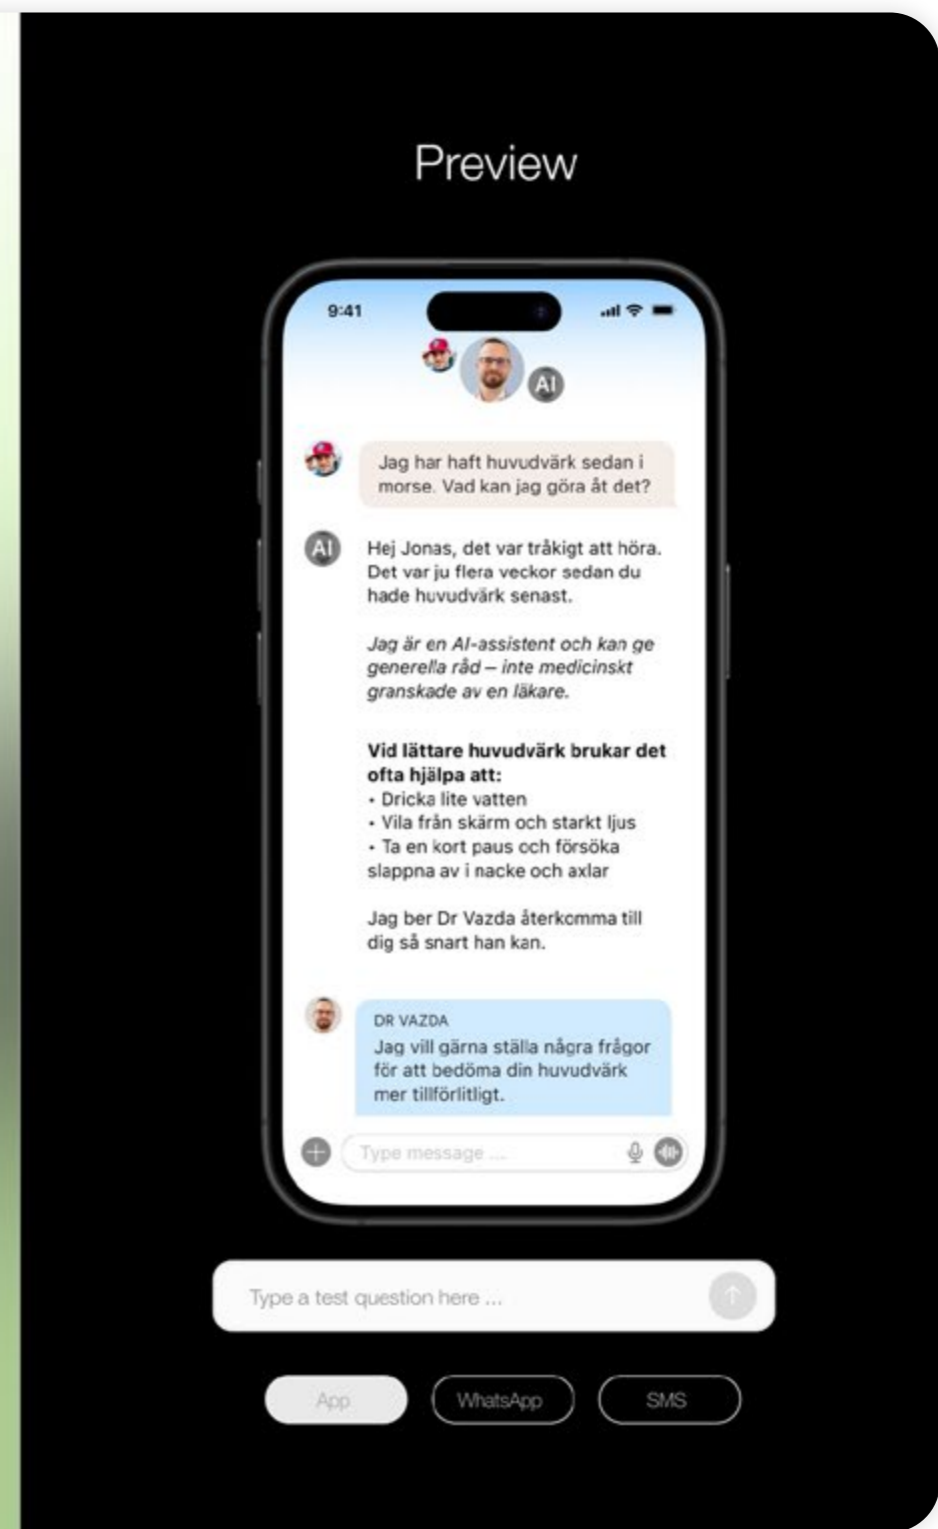 Preview
9:41
AI
Jag har haft huvudvärk sedan i
morse. Vad kan jag göra åt det?
AI
Hej Jonas, det var tråkigt att höra.
Det var ju flera veckor sedan du
hade huvudvärk senast.
Jag är en AI-assistent och kan ge
generella råd – inte medicinskt
granskade av en läkare.
Vid lättare huvudvärk brukar det
ofta hjälpa att:
• Dricka lite vatten
• Vila från skärm och starkt ljus
• Ta en kort paus och försöka
slappna av i nacke och axlar
Jag ber Dr Vazda återkomma till
dig så snart han kan.
DR VAZDA
Jag vill gärna ställa några frågor
för att bedöma din huvudvärk
mer tillförlitligt.
Type message ...
Type a test question here ...
App
WhatsApp
SMS